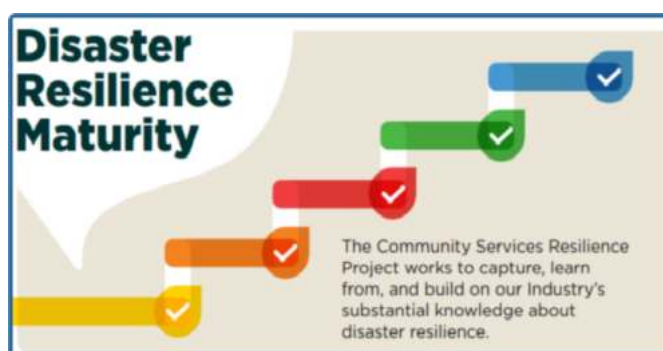 Disaster
Resilience
Maturity
The Community Services Resilience
Project works to capture, learn
from, and build on our Industry's
substantial knowledge about
disaster resilience.